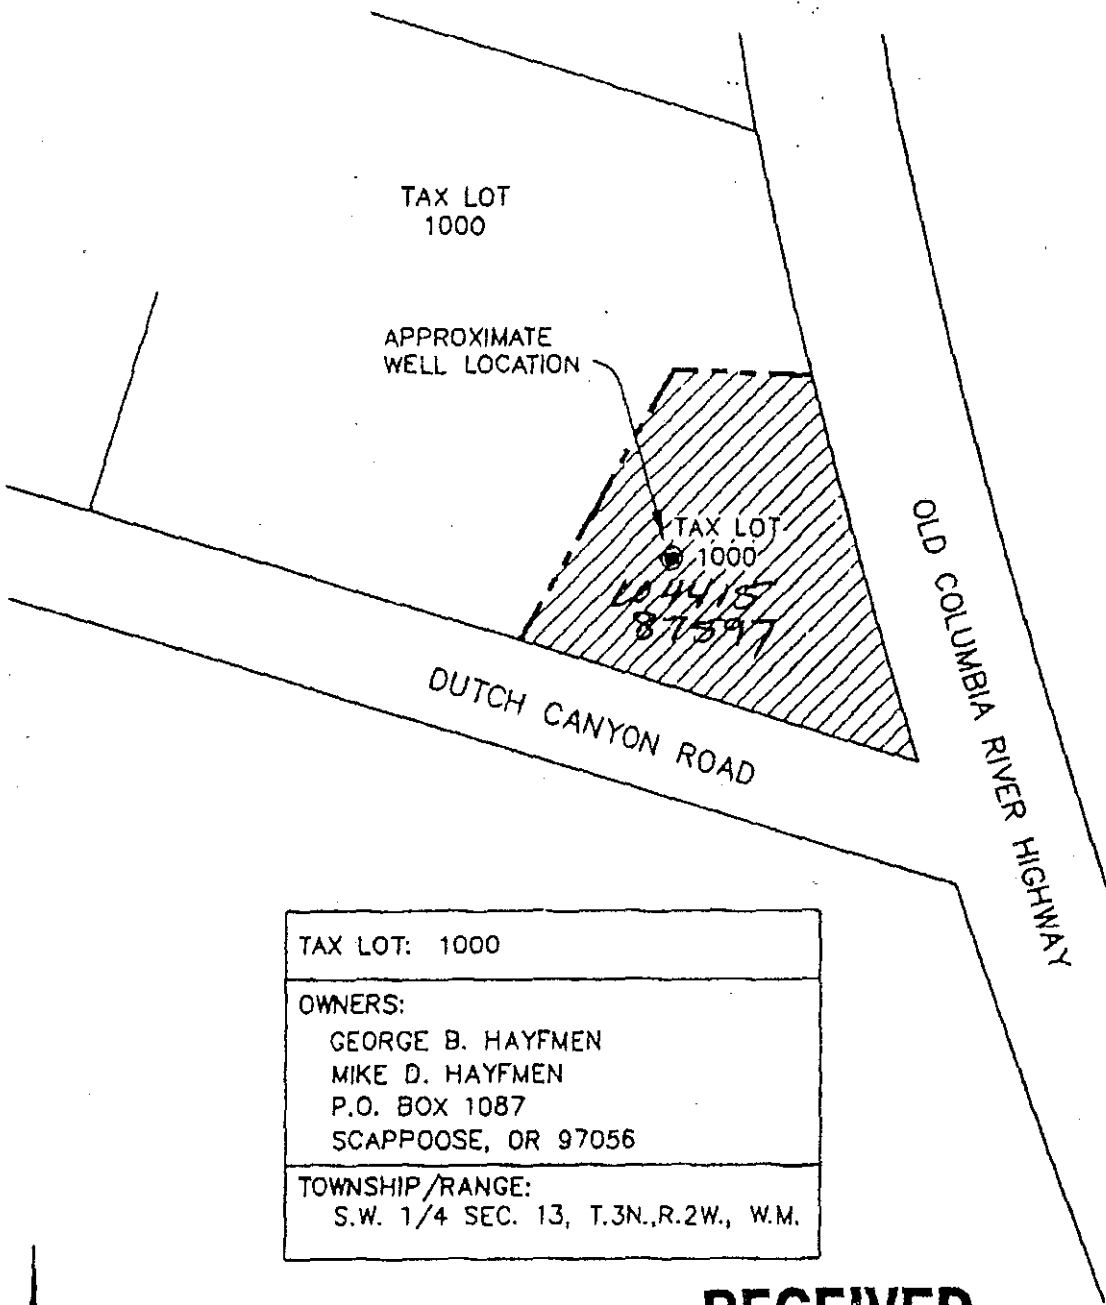 TAX LOT
1000
APPROXIMATE
WELL LOCATION
TAX LOT
1000
87597
OLD COLUMBIA RIVER HIGHWAY
DUTCH CANYON ROAD
TAX LOT: 1000
OWNERS:
GEORGE B. HAYFMEN
MIKE D. HAYFMEN
P.O. BOX 1087
SCAPPOOSE, OR 97056
TOWNSHIP/RANGE:
S.W. 1/4 SEC. 13, T.3N.,R.2W., W.M.
RECEIVED